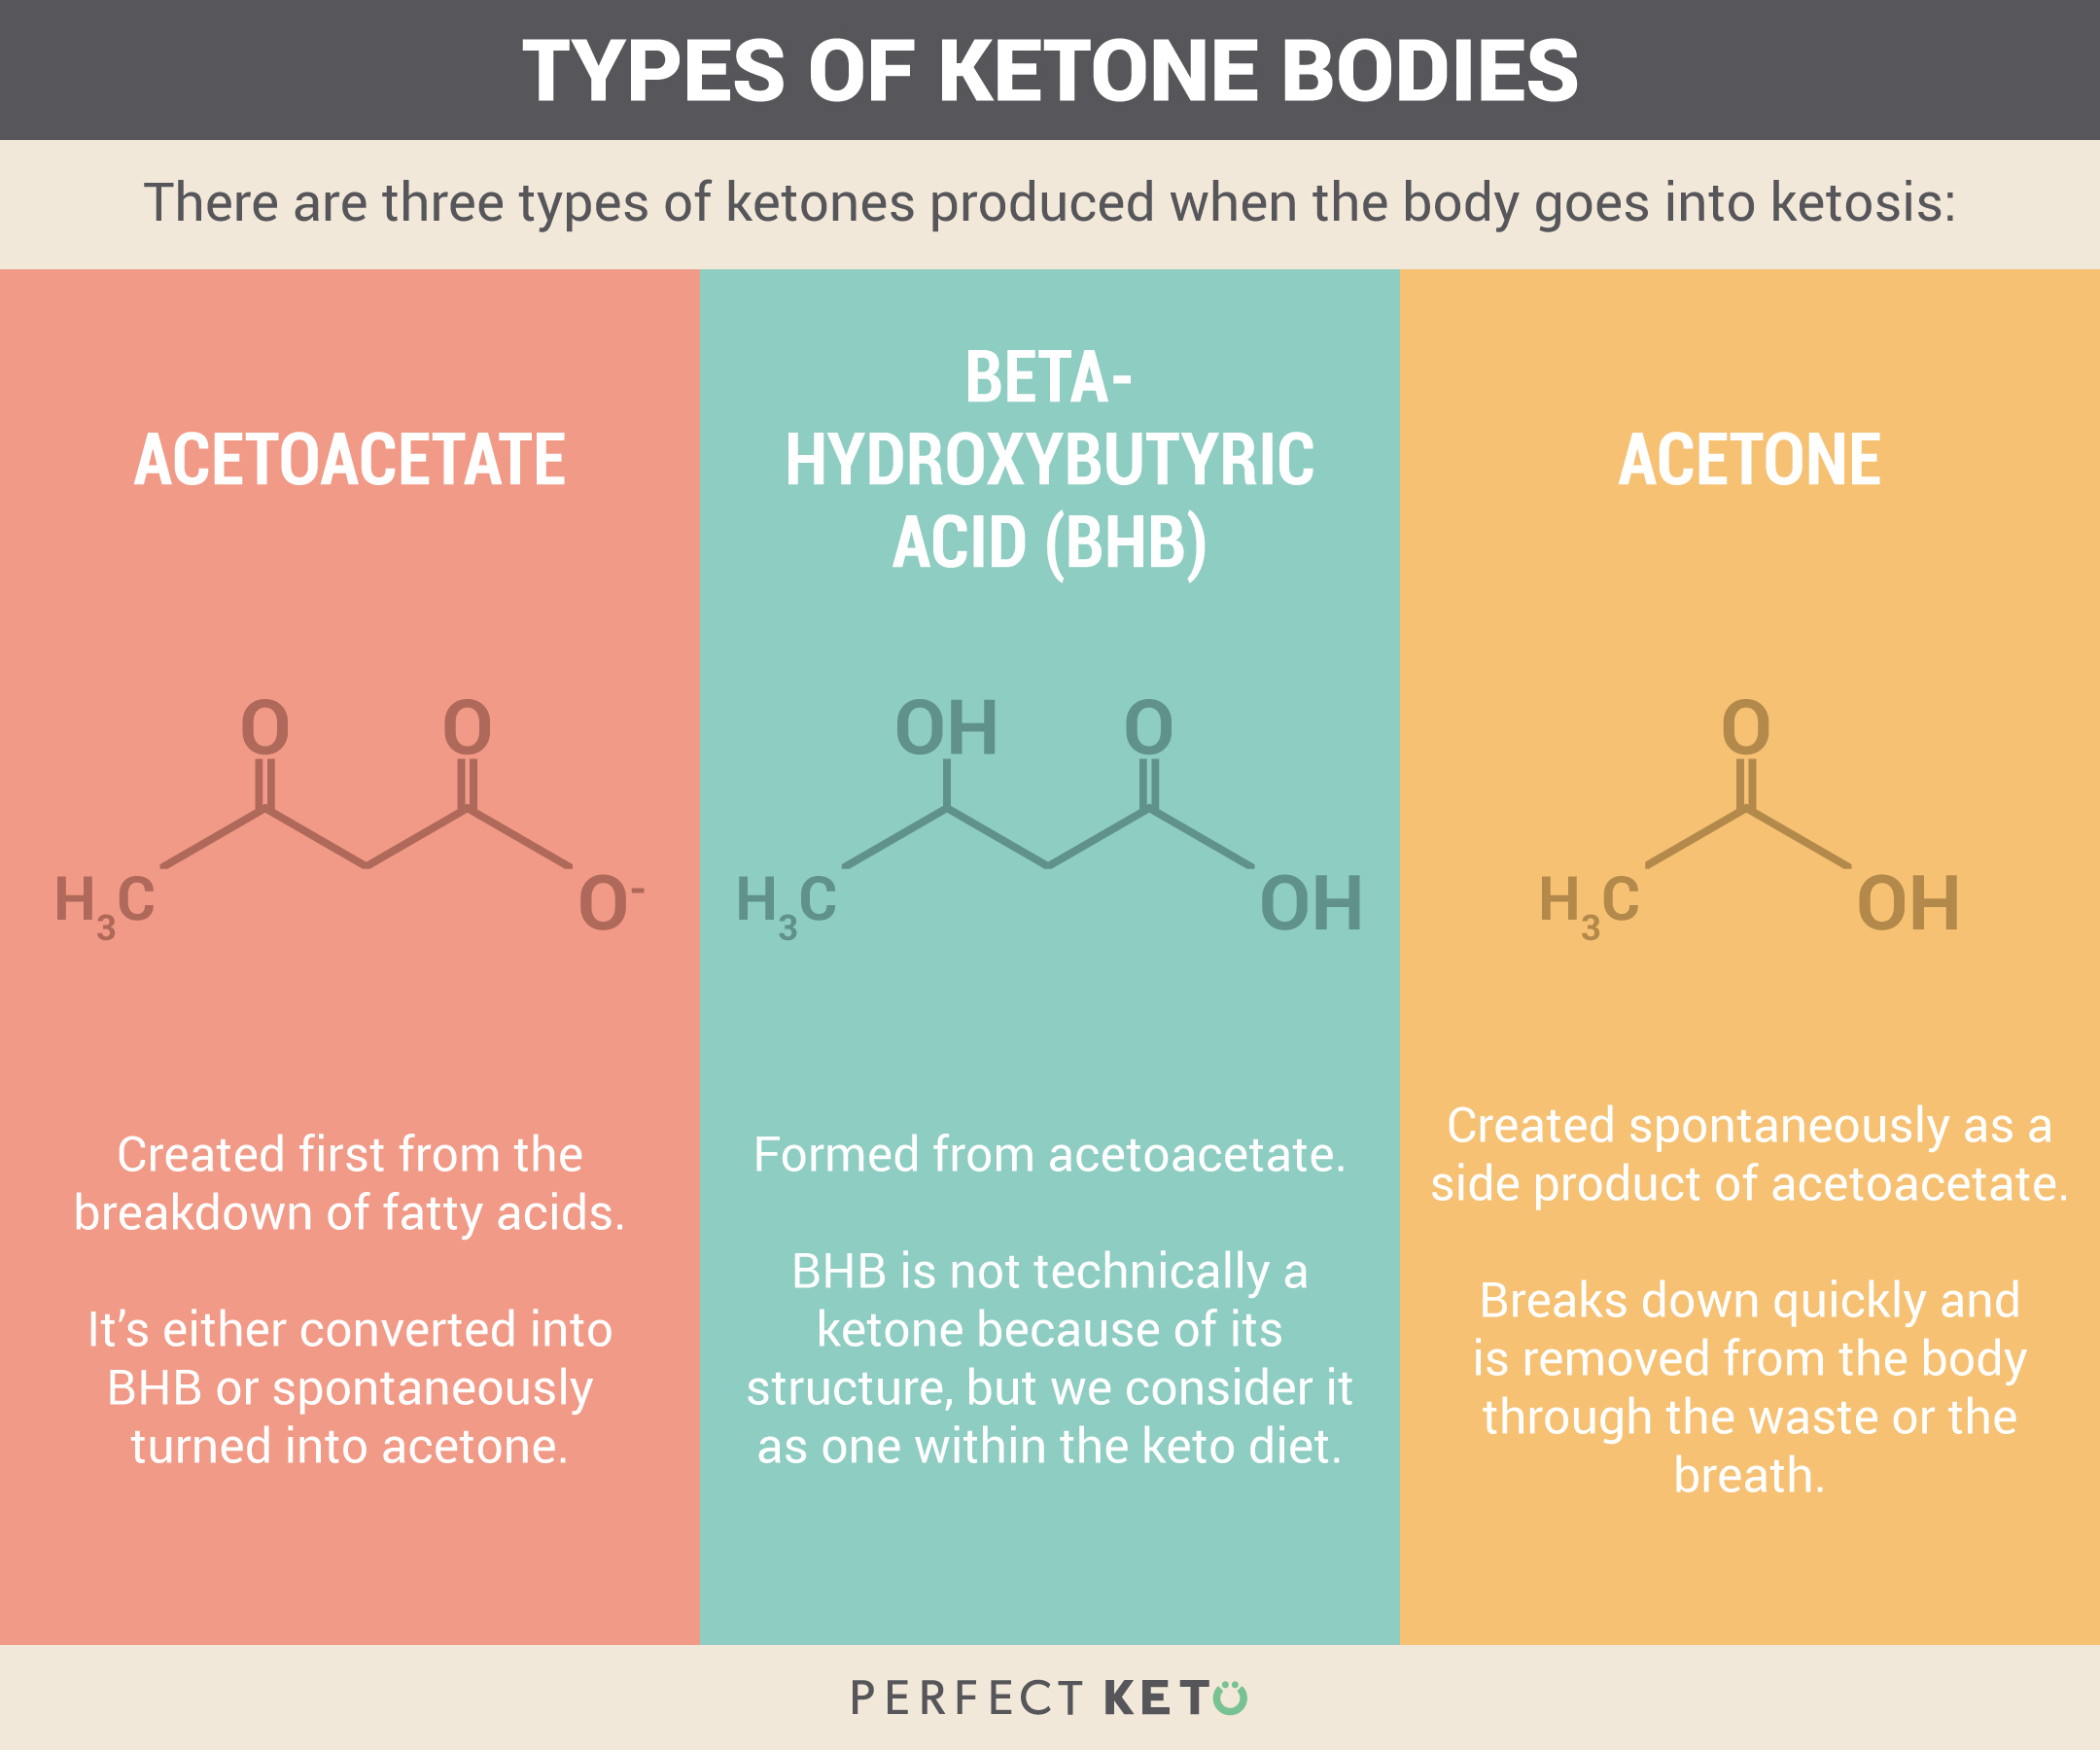 TYPES OF KETONE BODIES
There are three types of ketones produced when the body goes into ketosis:
ACETOACETATE
O O
H3C O-
Created first from the
breakdown of fatty acids.
It’s either converted into
BHB or spontaneously
turned into acetone.
BETA-
HYDROXYBUTYRIC
ACID (BHB)
OH O
H3C OH
Formed from acetoacetate.
BHB is not technically a
ketone because of its
structure, but we consider it
as one within the keto diet.
ACETONE
O
H3C OH
Created spontaneously as a
side product of acetoacetate.
Breaks down quickly and
is removed from the body
through the waste or the
breath.
PERFECT KETO